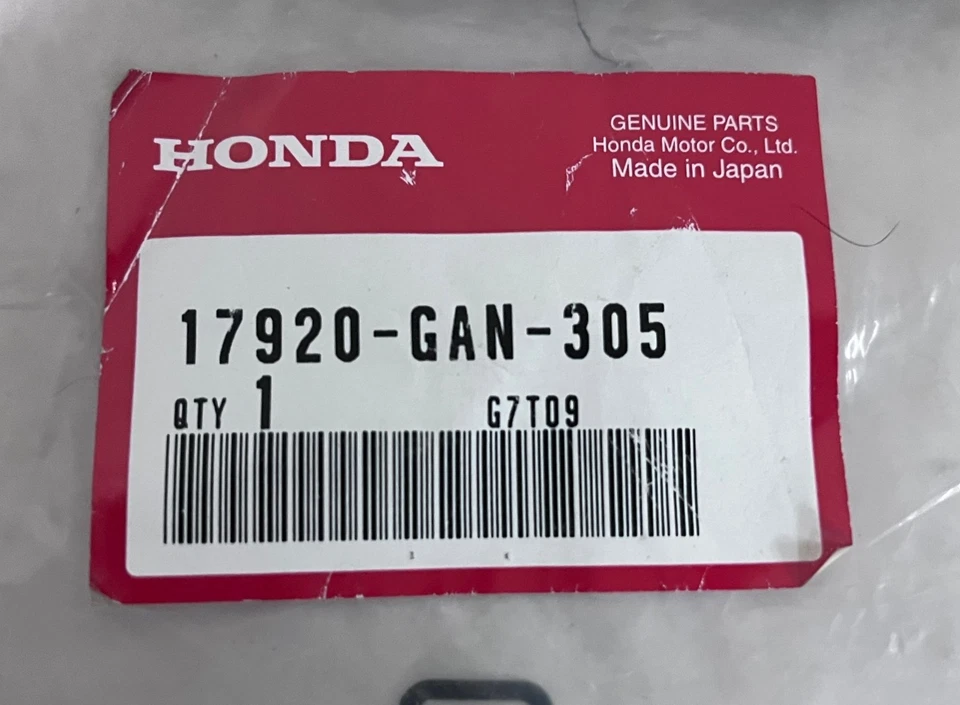 HONDA
GENUINE PARTS
Honda Motor Co., Ltd.
Made in Japan
17920-GAN-305
QTY 1 G7T09